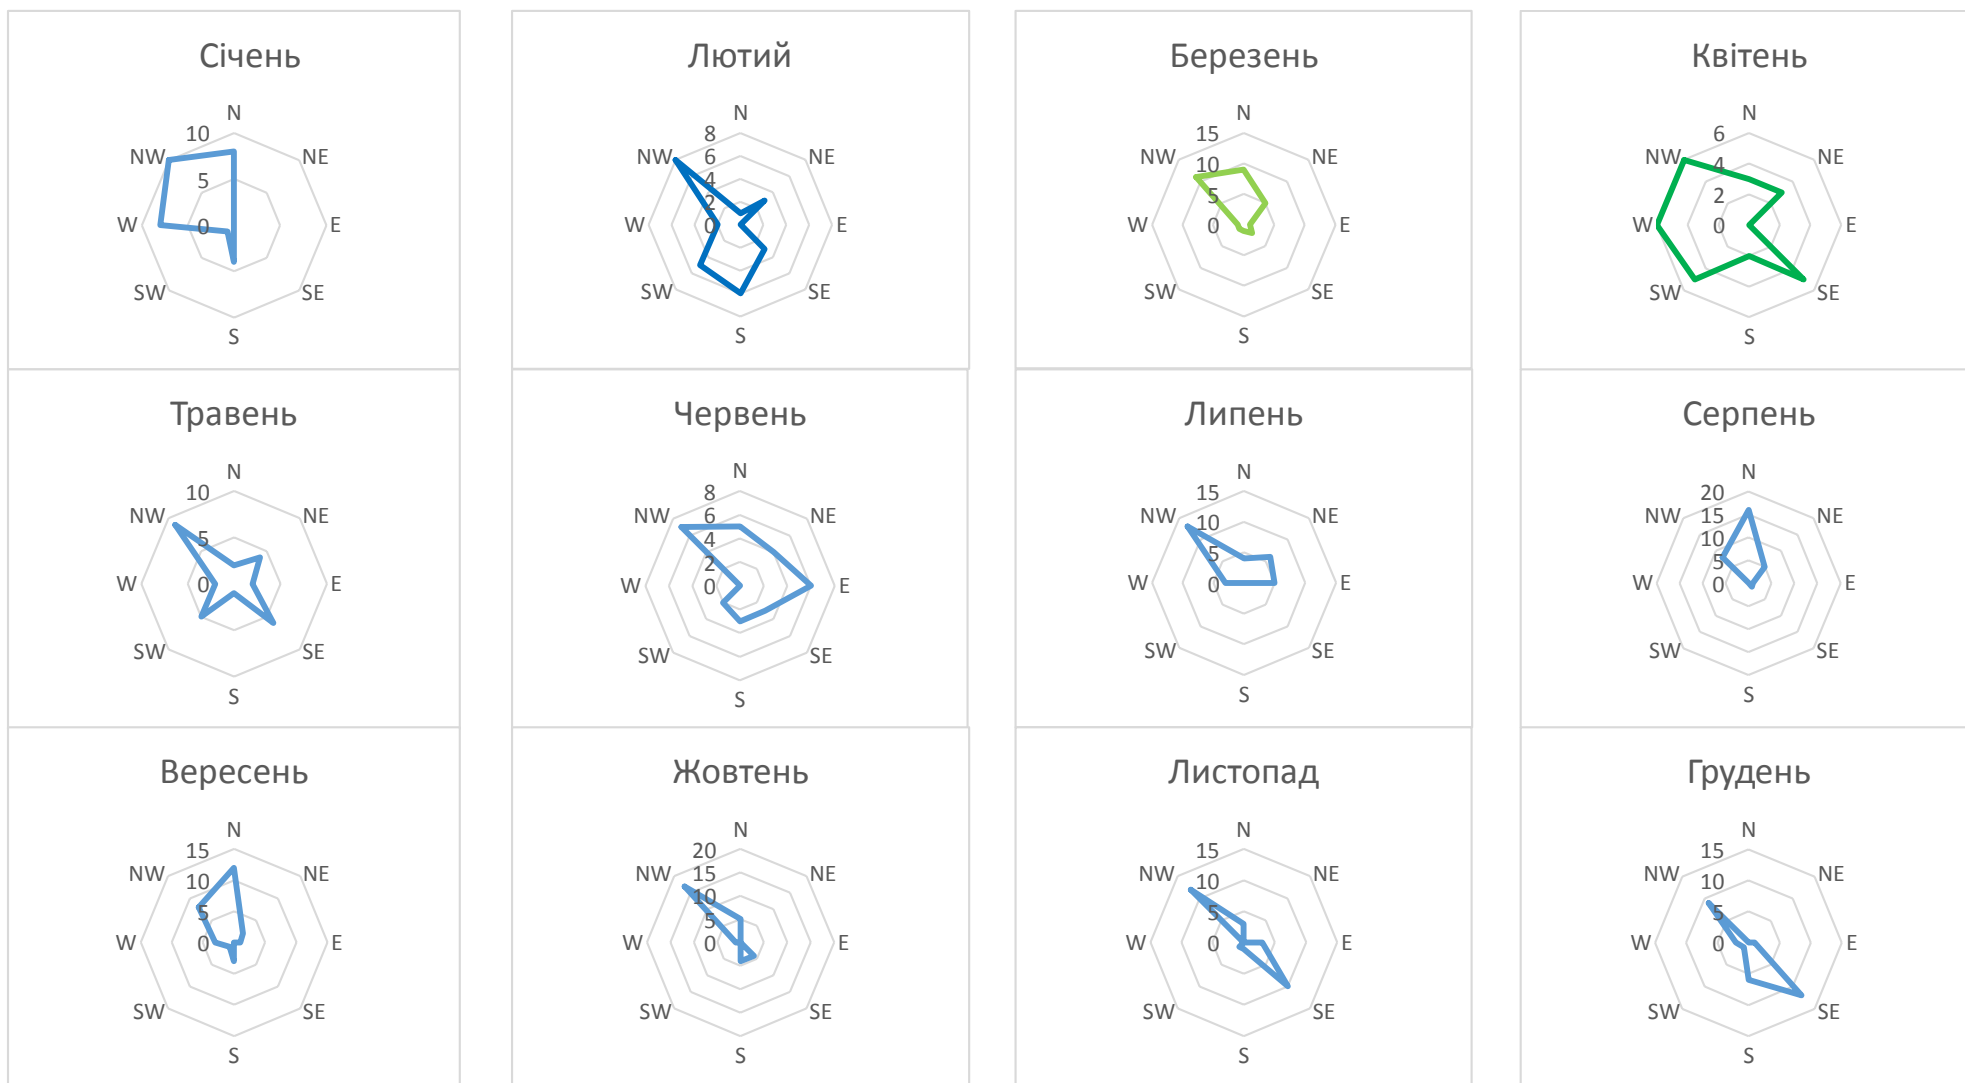 Січень
N
10
NW
NE
5
W
0
E
SW
SE
S
Лютий
N
8
NW
6
NE
4
2
W
0
E
SW
SE
S
Березень
N
15
NW
10
NE
5
W
0
E
SW
SE
S
Квітень
N
6
NW
4
NE
2
W
0
E
SW
SE
S
Травень
N
10
NW
NE
5
W
0
E
SW
SE
S
Червень
N
8
NW
6
NE
4
2
W
0
E
SW
SE
S
Липень
N
15
NW
10
NE
5
W
0
E
SW
SE
S
Серпень
N
20
NW
15
NE
10
5
W
0
E
SW
SE
S
Вересень
N
15
NW
10
NE
5
W
0
E
SW
SE
S
Жовтень
N
20
NW
15
NE
10
5
W
0
E
SW
SE
S
Листопад
N
15
NW
10
NE
5
W
0
E
SW
SE
S
Грудень
N
15
NW
10
NE
5
W
0
E
SW
SE
S